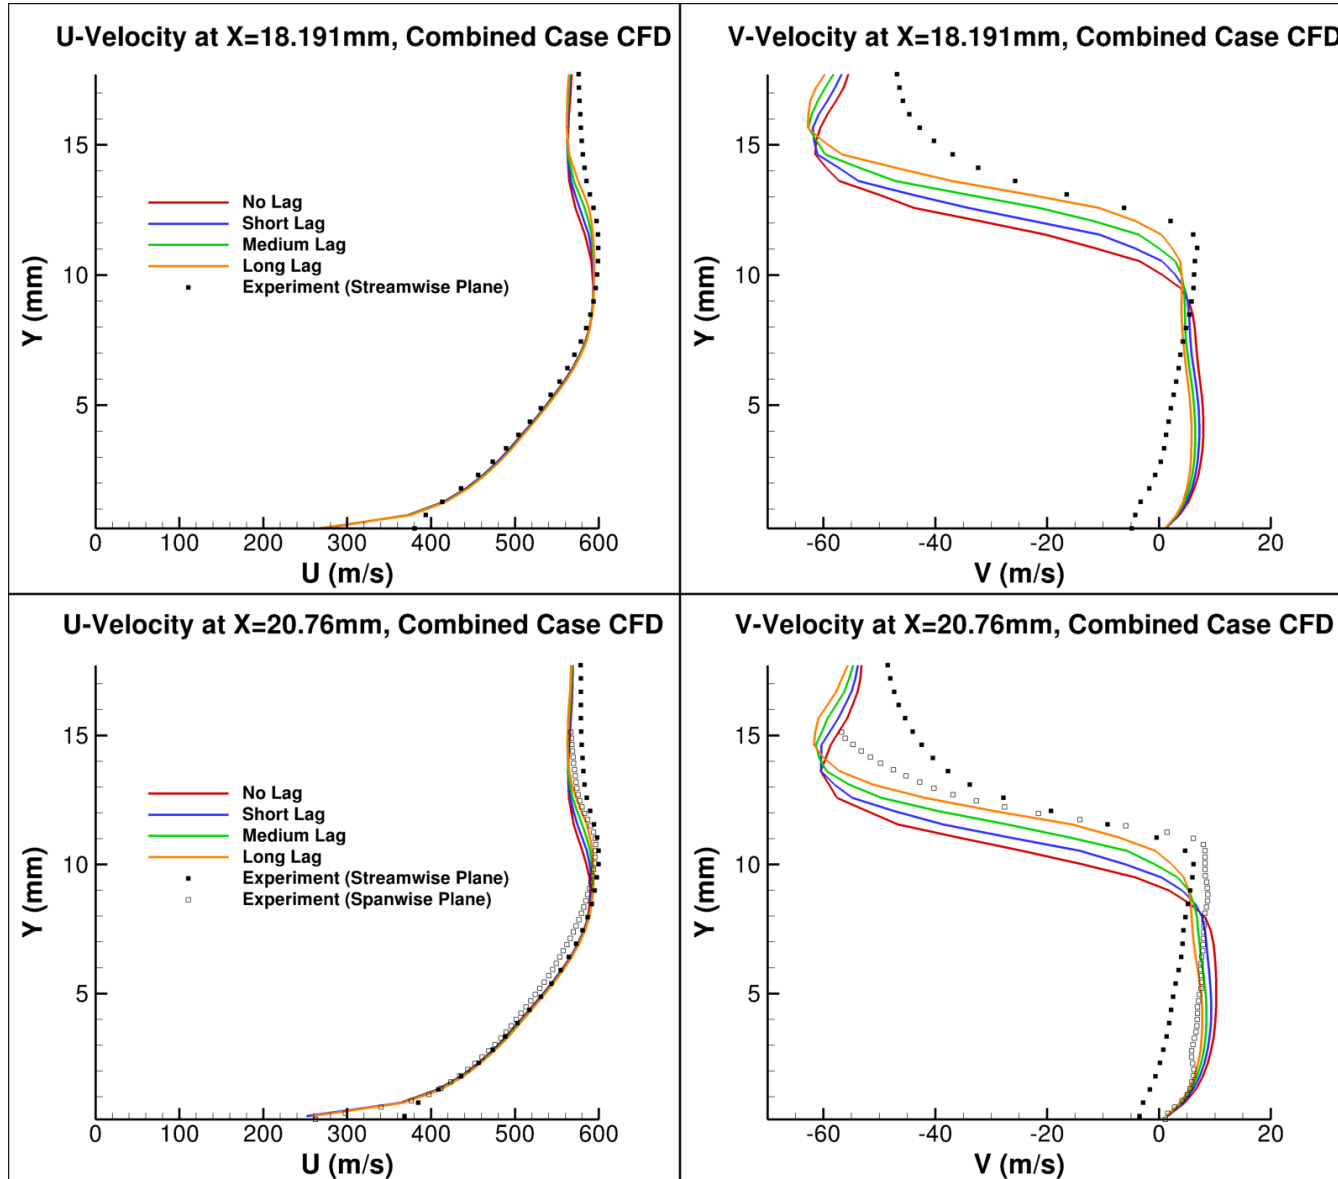 U-Velocity at X=18.191mm, Combined Case CFD
15
10
5
Y (mm)
No Lag
Short Lag
Medium Lag
Long Lag
Experiment (Streamwise Plane)
0 100 200 300 400 500 600
U (m/s)
V-Velocity at X=18.191mm, Combined Case CFD
15
10
5
Y (mm)
-60 -40 -20 0 20
V (m/s)
U-Velocity at X=20.76mm, Combined Case CFD
15
10
5
Y (mm)
No Lag
Short Lag
Medium Lag
Long Lag
Experiment (Streamwise Plane)
Experiment (Spanwise Plane)
0 100 200 300 400 500 600
U (m/s)
V-Velocity at X=20.76mm, Combined Case CFD
15
10
5
Y (mm)
-60 -40 -20 0 20
V (m/s)